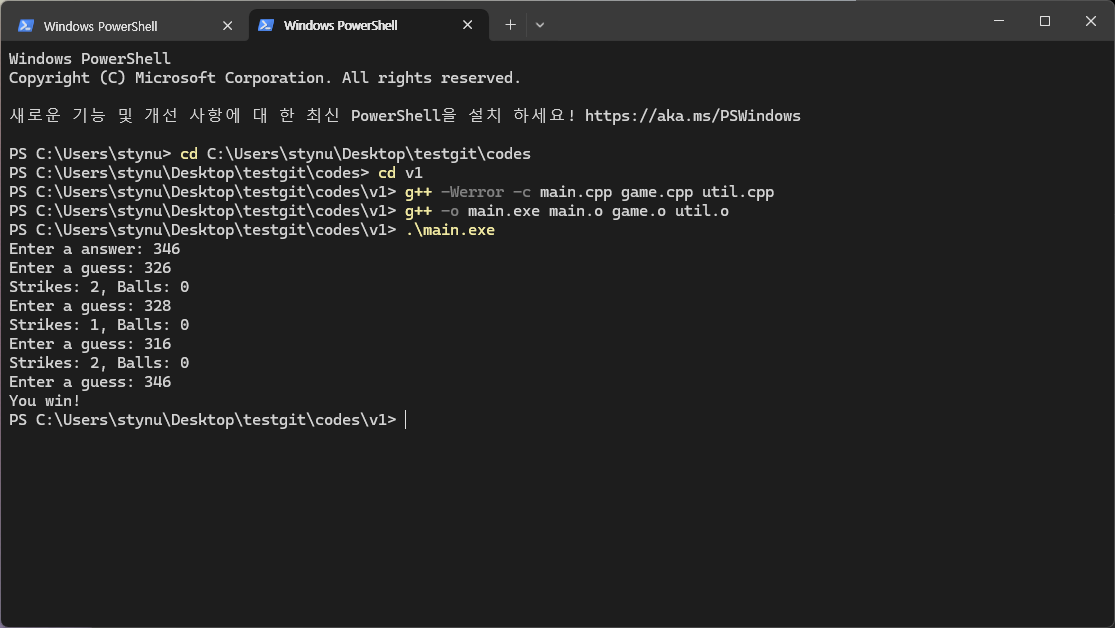 Windows PowerShell
Windows PowerShell
Windows PowerShell
Copyright (C) Microsoft Corporation. All rights reserved.
새로운 기능 및 개선 사항에 대 한 최신 PowerShell을 설치 하세요! https://aka.ms/PSWindows
PS C:\Users\stynu> cd C:\Users\stynu\Desktop\testgit\codes
PS C:\Users\stynu\Desktop\testgit\codes> cd v1
PS C:\Users\stynu\Desktop\testgit\codes\v1> g++ -Werror -c main.cpp game.cpp util.cpp
PS C:\Users\stynu\Desktop\testgit\codes\v1> g++ -o main.exe main.o game.o util.o
PS C:\Users\stynu\Desktop\testgit\codes\v1> .\main.exe
Enter a answer: 346
Enter a guess: 326
Strikes: 2, Balls: 0
Enter a guess: 328
Strikes: 1, Balls: 0
Enter a guess: 316
Strikes: 2, Balls: 0
Enter a guess: 346
You win!
PS C:\Users\stynu\Desktop\testgit\codes\v1>